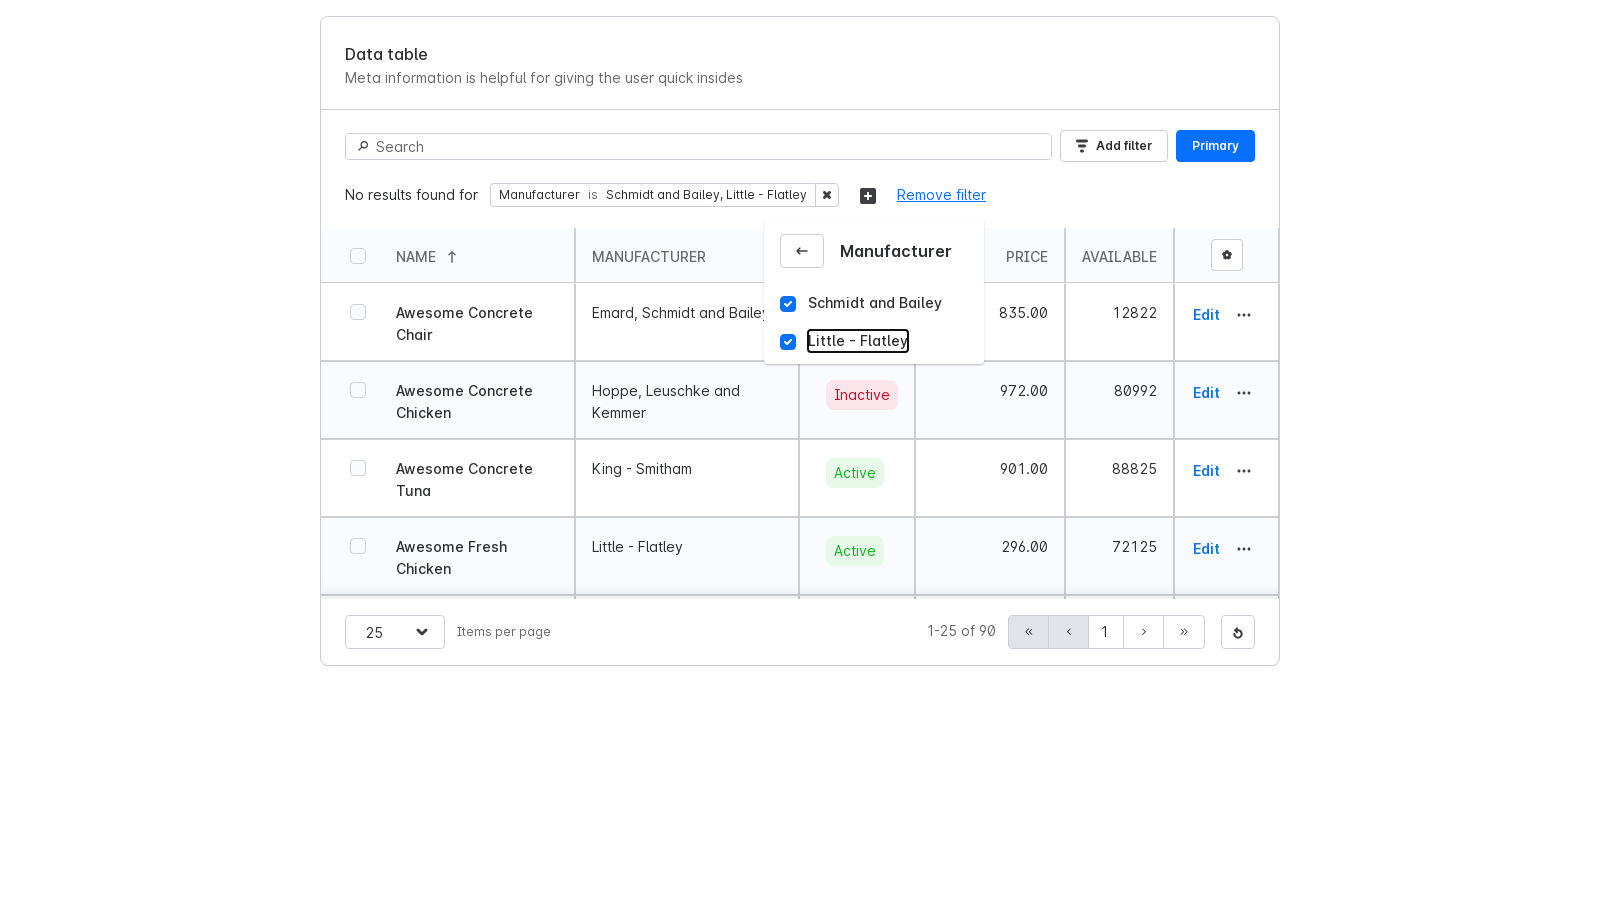 Data table
Meta information is helpful for giving the user quick insides
Search
Add filter
Primary
No results found for
Manufacturer is Schmidt and Bailey, Little - Flatley
Remove filter
Manufacturer
Schmidt and Bailey
Little - Flatley
NAME
MANUFACTURER
PRICE
AVAILABLE
Awesome Concrete
Chair
Emard, Schmidt and Bailey
835.00
12822
Edit
Awesome Concrete
Chicken
Hoppe, Leuschke and
Kemmer
Inactive
972.00
80992
Edit
Awesome Concrete
Tuna
King - Smitham
Active
901.00
88825
Edit
Awesome Fresh
Chicken
Little - Flatley
Active
296.00
72125
Edit
25
Items per page
1-25 of 90
«
‹
1
›
»